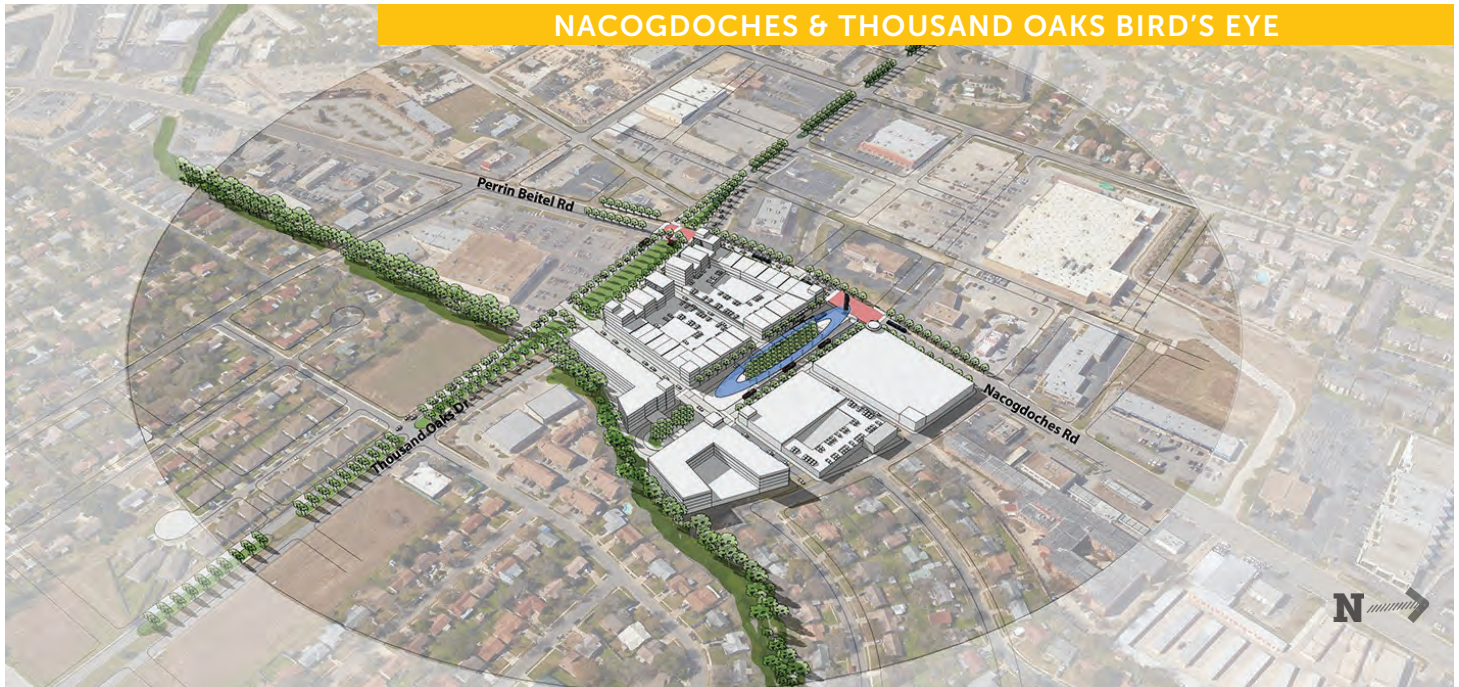 NACOGDOCHES & THOUSAND OAKS BIRD'S EYE
Perrin Beitel Rd
Thousand Oaks Dr
Nacogdoches Rd
N